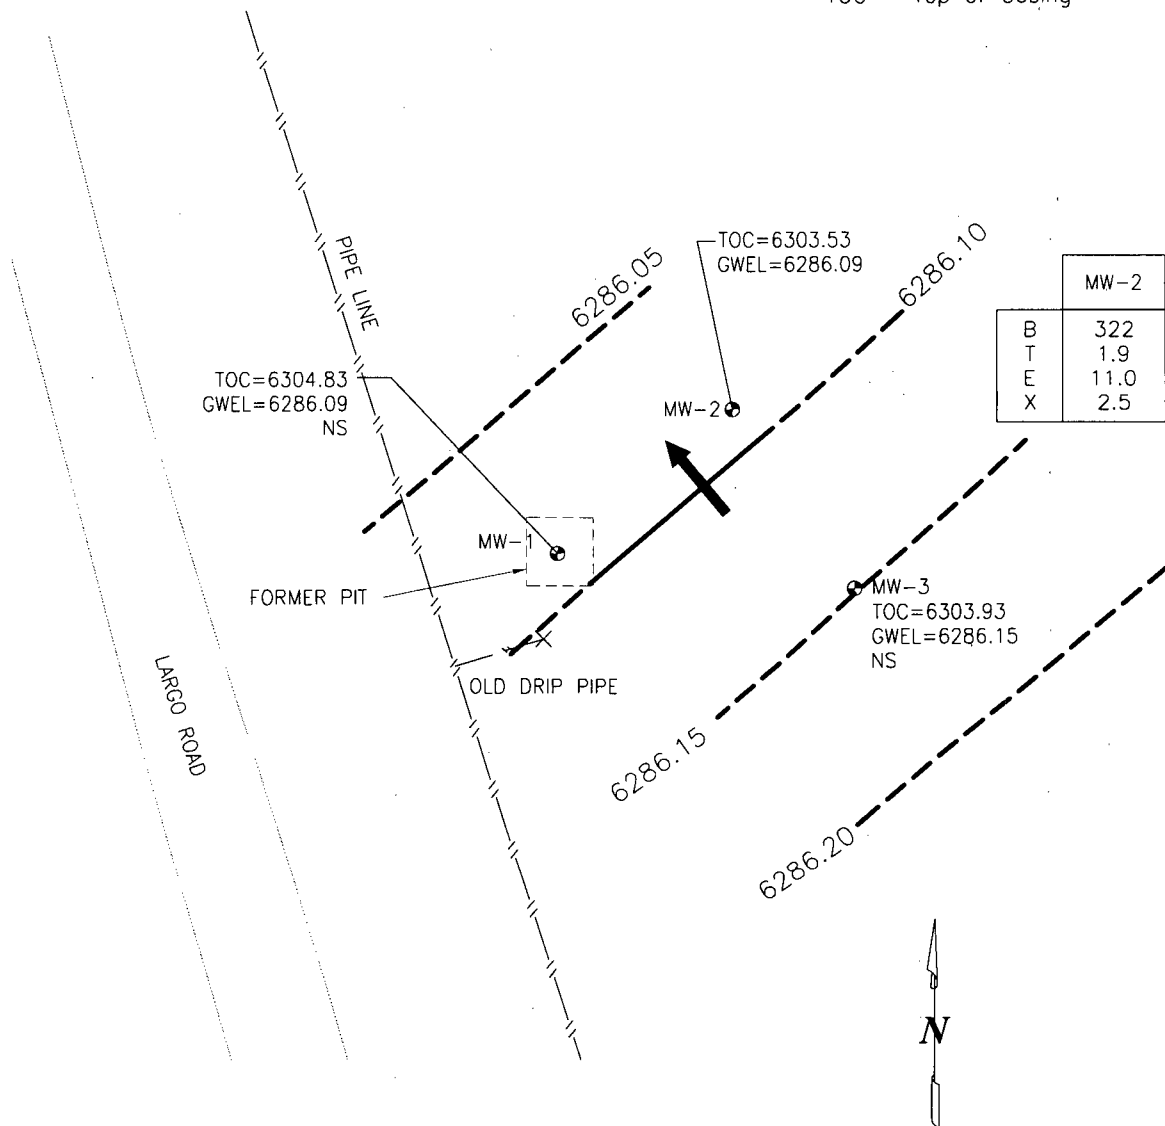 TOC Top of Casing
PIPE LINE
6286.05
TOC=6303.53
GWEL=6286.09
6286.10
MW-2
B 322
T 1.9
E 11.0
X 2.5
TOC=6304.83
GWEL=6286.09
NS
MW-2
MW-1
FORMER PIT
MW-3
TOC=6303.93
GWEL=6286.15
NS
OLD DRIP PIPE
LARGO ROAD
6286.15
6286.20
N